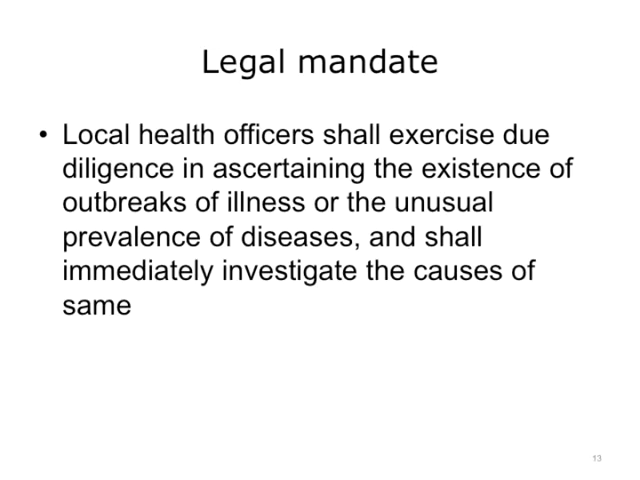 Legal mandate
• Local health officers shall exercise due
diligence in ascertaining the existence of
outbreaks of illness or the unusual
prevalence of diseases, and shall
immediately investigate the causes of
same
13